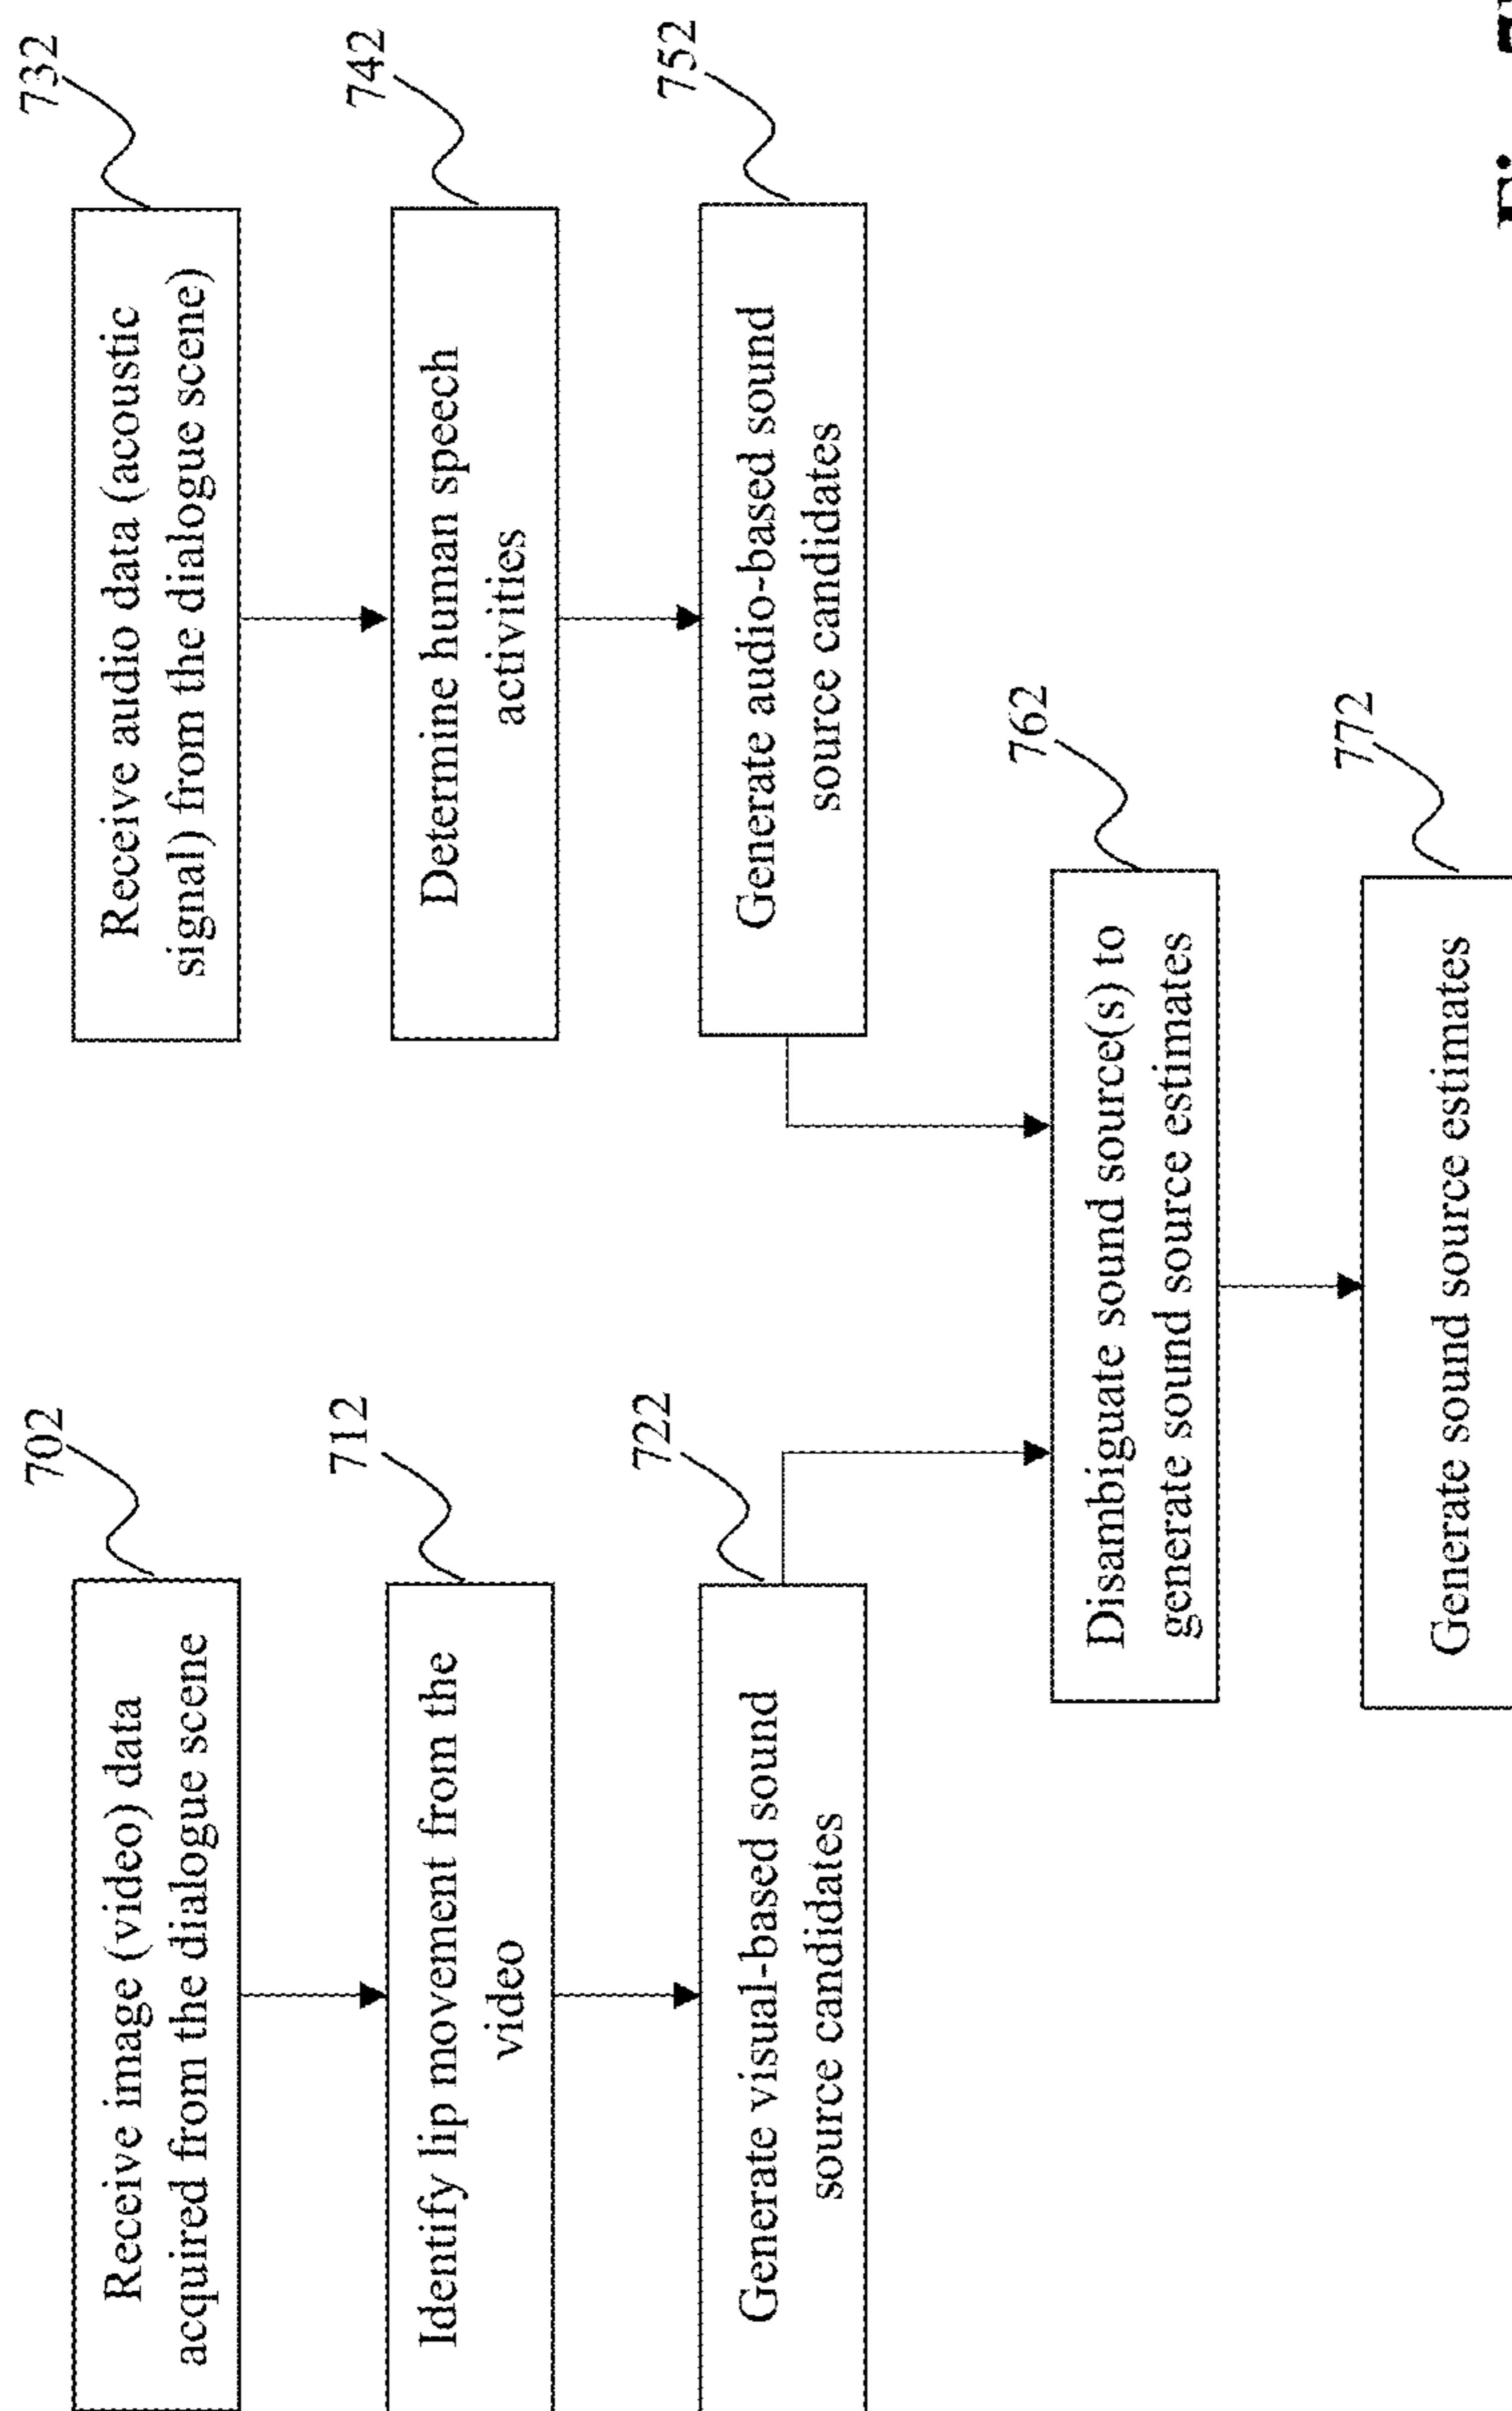 702
Receive image (video) data
acquired from the dialogue scene
712
Identify lip movement from the
video
722
Generate visual-based sound
source candidates
732
Receive audio data (acoustic
signal) from the dialogue scene)
742
Determine human speech
activities
752
Generate audio-based sound
source candidates
762
Disambiguate sound source(s) to
generate sound source estimates
772
Generate sound source estimates